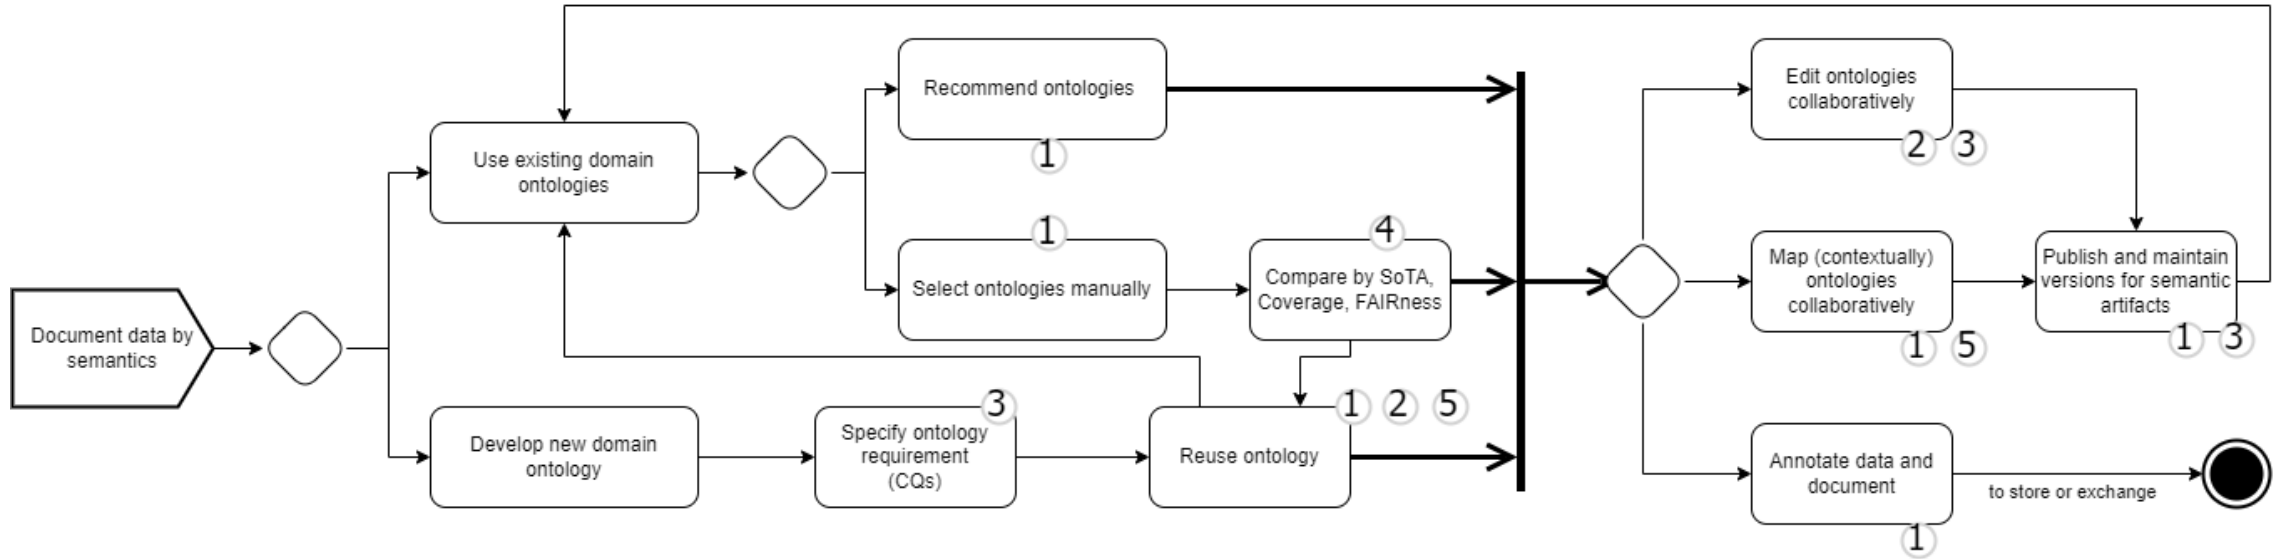 Document data by
semantics
Use existing domain
ontologies
Develop new domain
ontology
Recommend ontologies
1
1
Select ontologies manually
4
Compare by SoTA,
Coverage, FAIRness
3
Specify ontology
requirement
(CQs)
1 2 5
Reuse ontology
Edit ontologies
collaboratively
2 3
Map (contextually)
ontologies
collaboratively
1 5
Publish and maintain
versions for semantic
artifacts
1 3
Annotate data and
document
1
to store or exchange